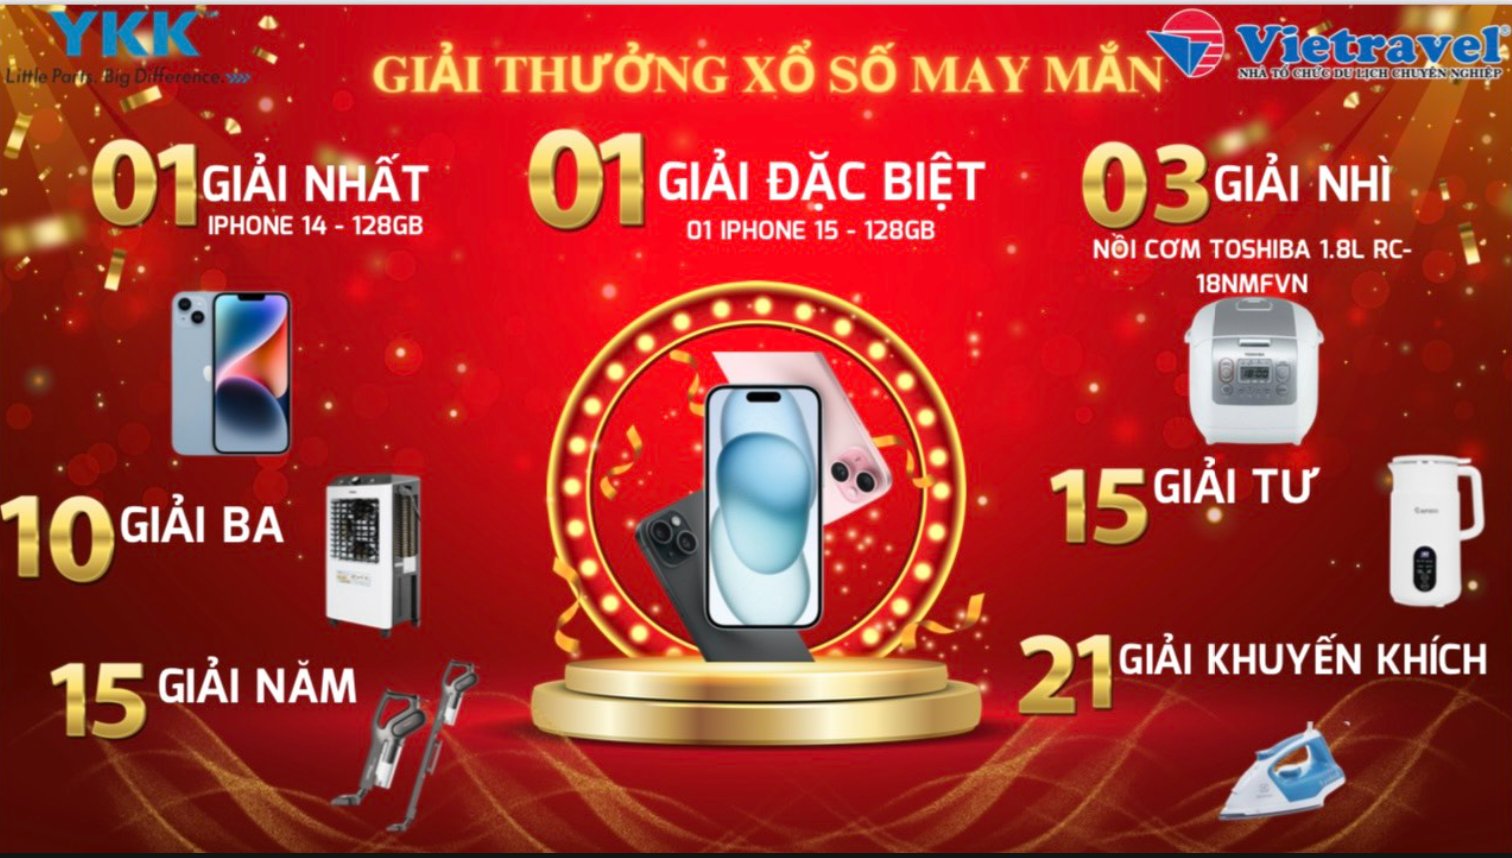 YKK
Little Parts. Big Difference.
Vietravel
NHÀ TỔ CHỨC DU LỊCH CHUYÊN NGHIỆP
GIẢI THƯỞNG XỔ SỐ MAY MẮN
01 GIẢI NHẤT
IPHONE 14 - 128GB
01 GIẢI ĐẶC BIỆT
01 IPHONE 15 - 128GB
03 GIẢI NHÌ
NỒI CƠM TOSHIBA 1.8L RC-
18NMFVN
10 GIẢI BA
15 GIẢI TƯ
15 GIẢI NĂM
21 GIẢI KHUYẾN KHÍCH